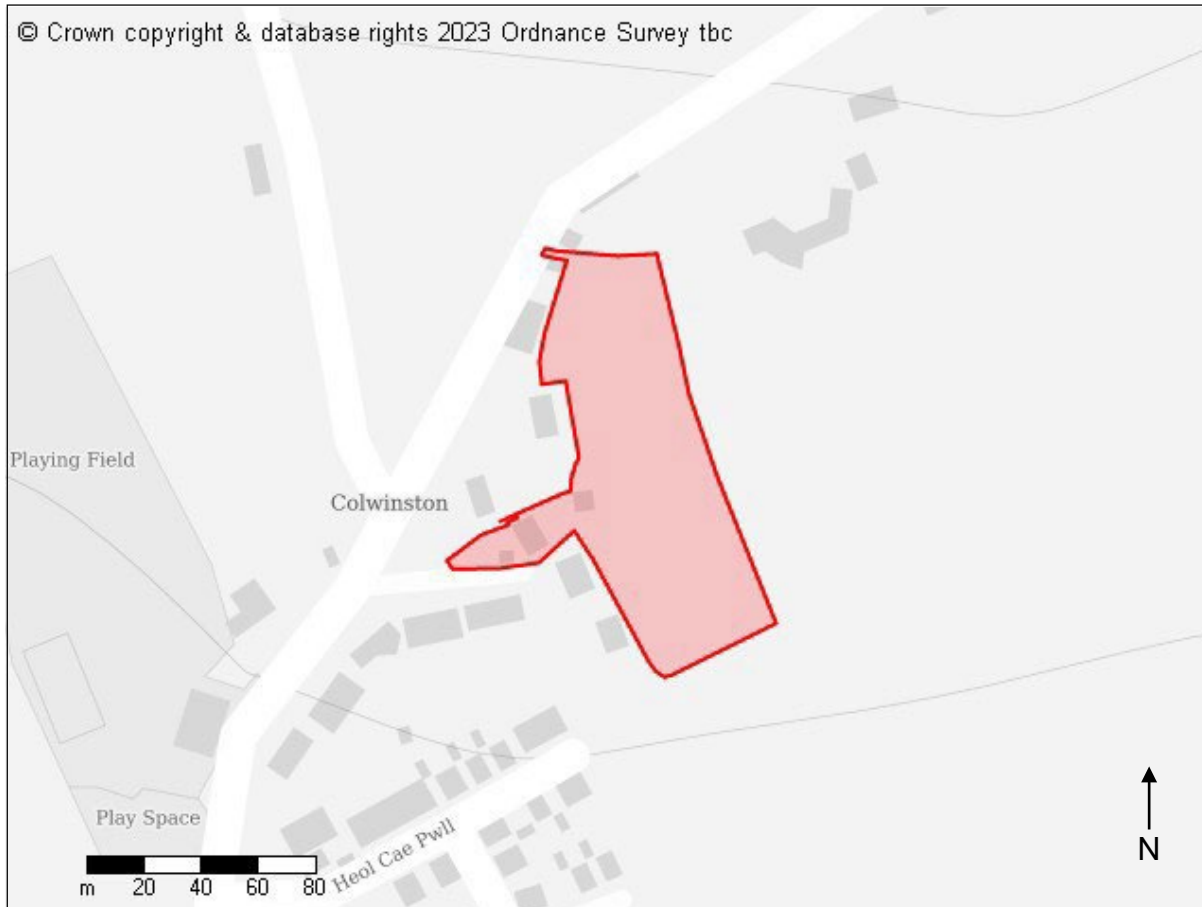 © Crown copyright & database rights 2023 Ordnance Survey tbc
Playing Field
Colwinston
Play Space
Heol Cae Pwll
m 20 40 60 80
N